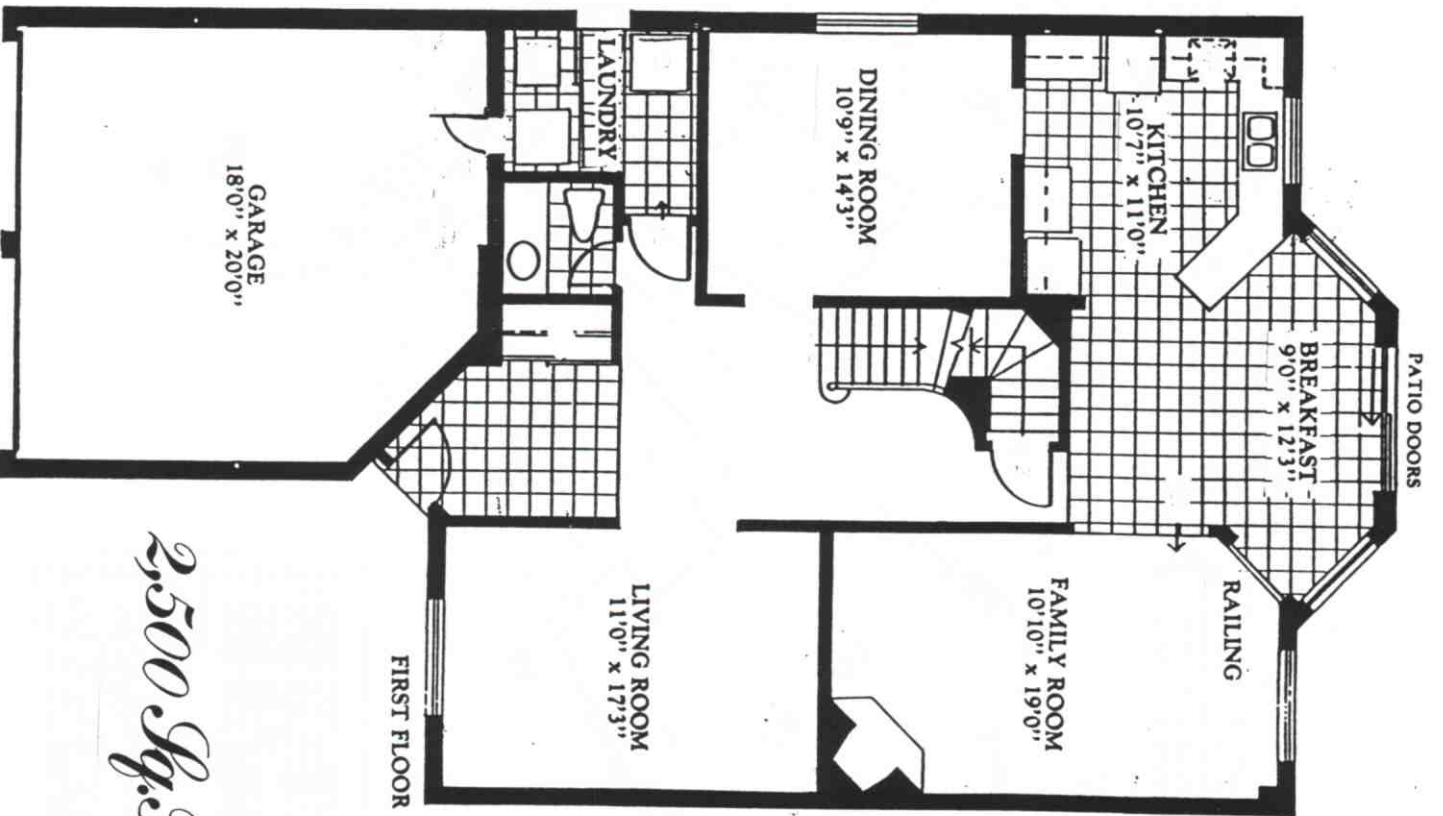 PATIO DOORS
BREAKFAST
9'0" x 12'3"
RAILING
KITCHEN
10'7" x 11'0"
FAMILY ROOM
10'10" x 19'0"
DINING ROOM
10'9" x 14'3"
LIVING ROOM
11'0" x 17'3"
LAUNDRY
FIRST FLOOR
GARAGE
18'0" x 20'0"
2,500 Sq.